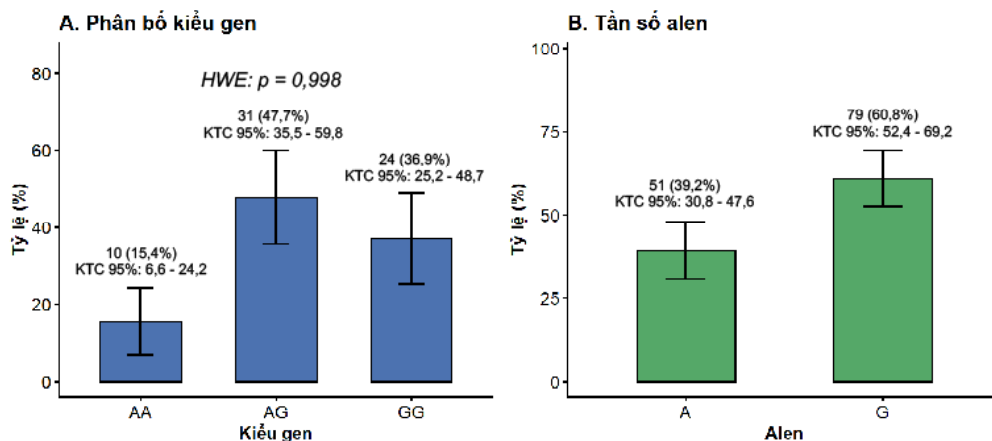 A. Phân bố kiểu gen
HWE: p = 0,998
31 (47,7%)
KTC 95%: 35,5 - 59,8
24 (36,9%)
KTC 95%: 25,2 - 48,7
10 (15,4%)
KTC 95%: 6,6 - 24,2
Tỷ lệ (%)
80
60
40
20
0
AA
AG
GG
Kiểu gen
B. Tần số alen
79 (60,8%)
KTC 95%: 52,4 - 69,2
51 (39,2%)
KTC 95%: 30,8 - 47,6
Tỷ lệ (%)
100
75
50
25
0
A
G
Alen